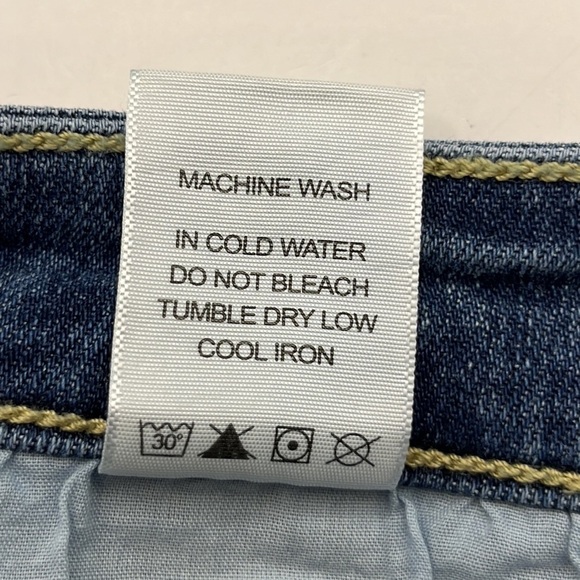 MACHINE WASH
IN COLD WATER
DO NOT BLEACH
TUMBLE DRY LOW
COOL IRON
30°